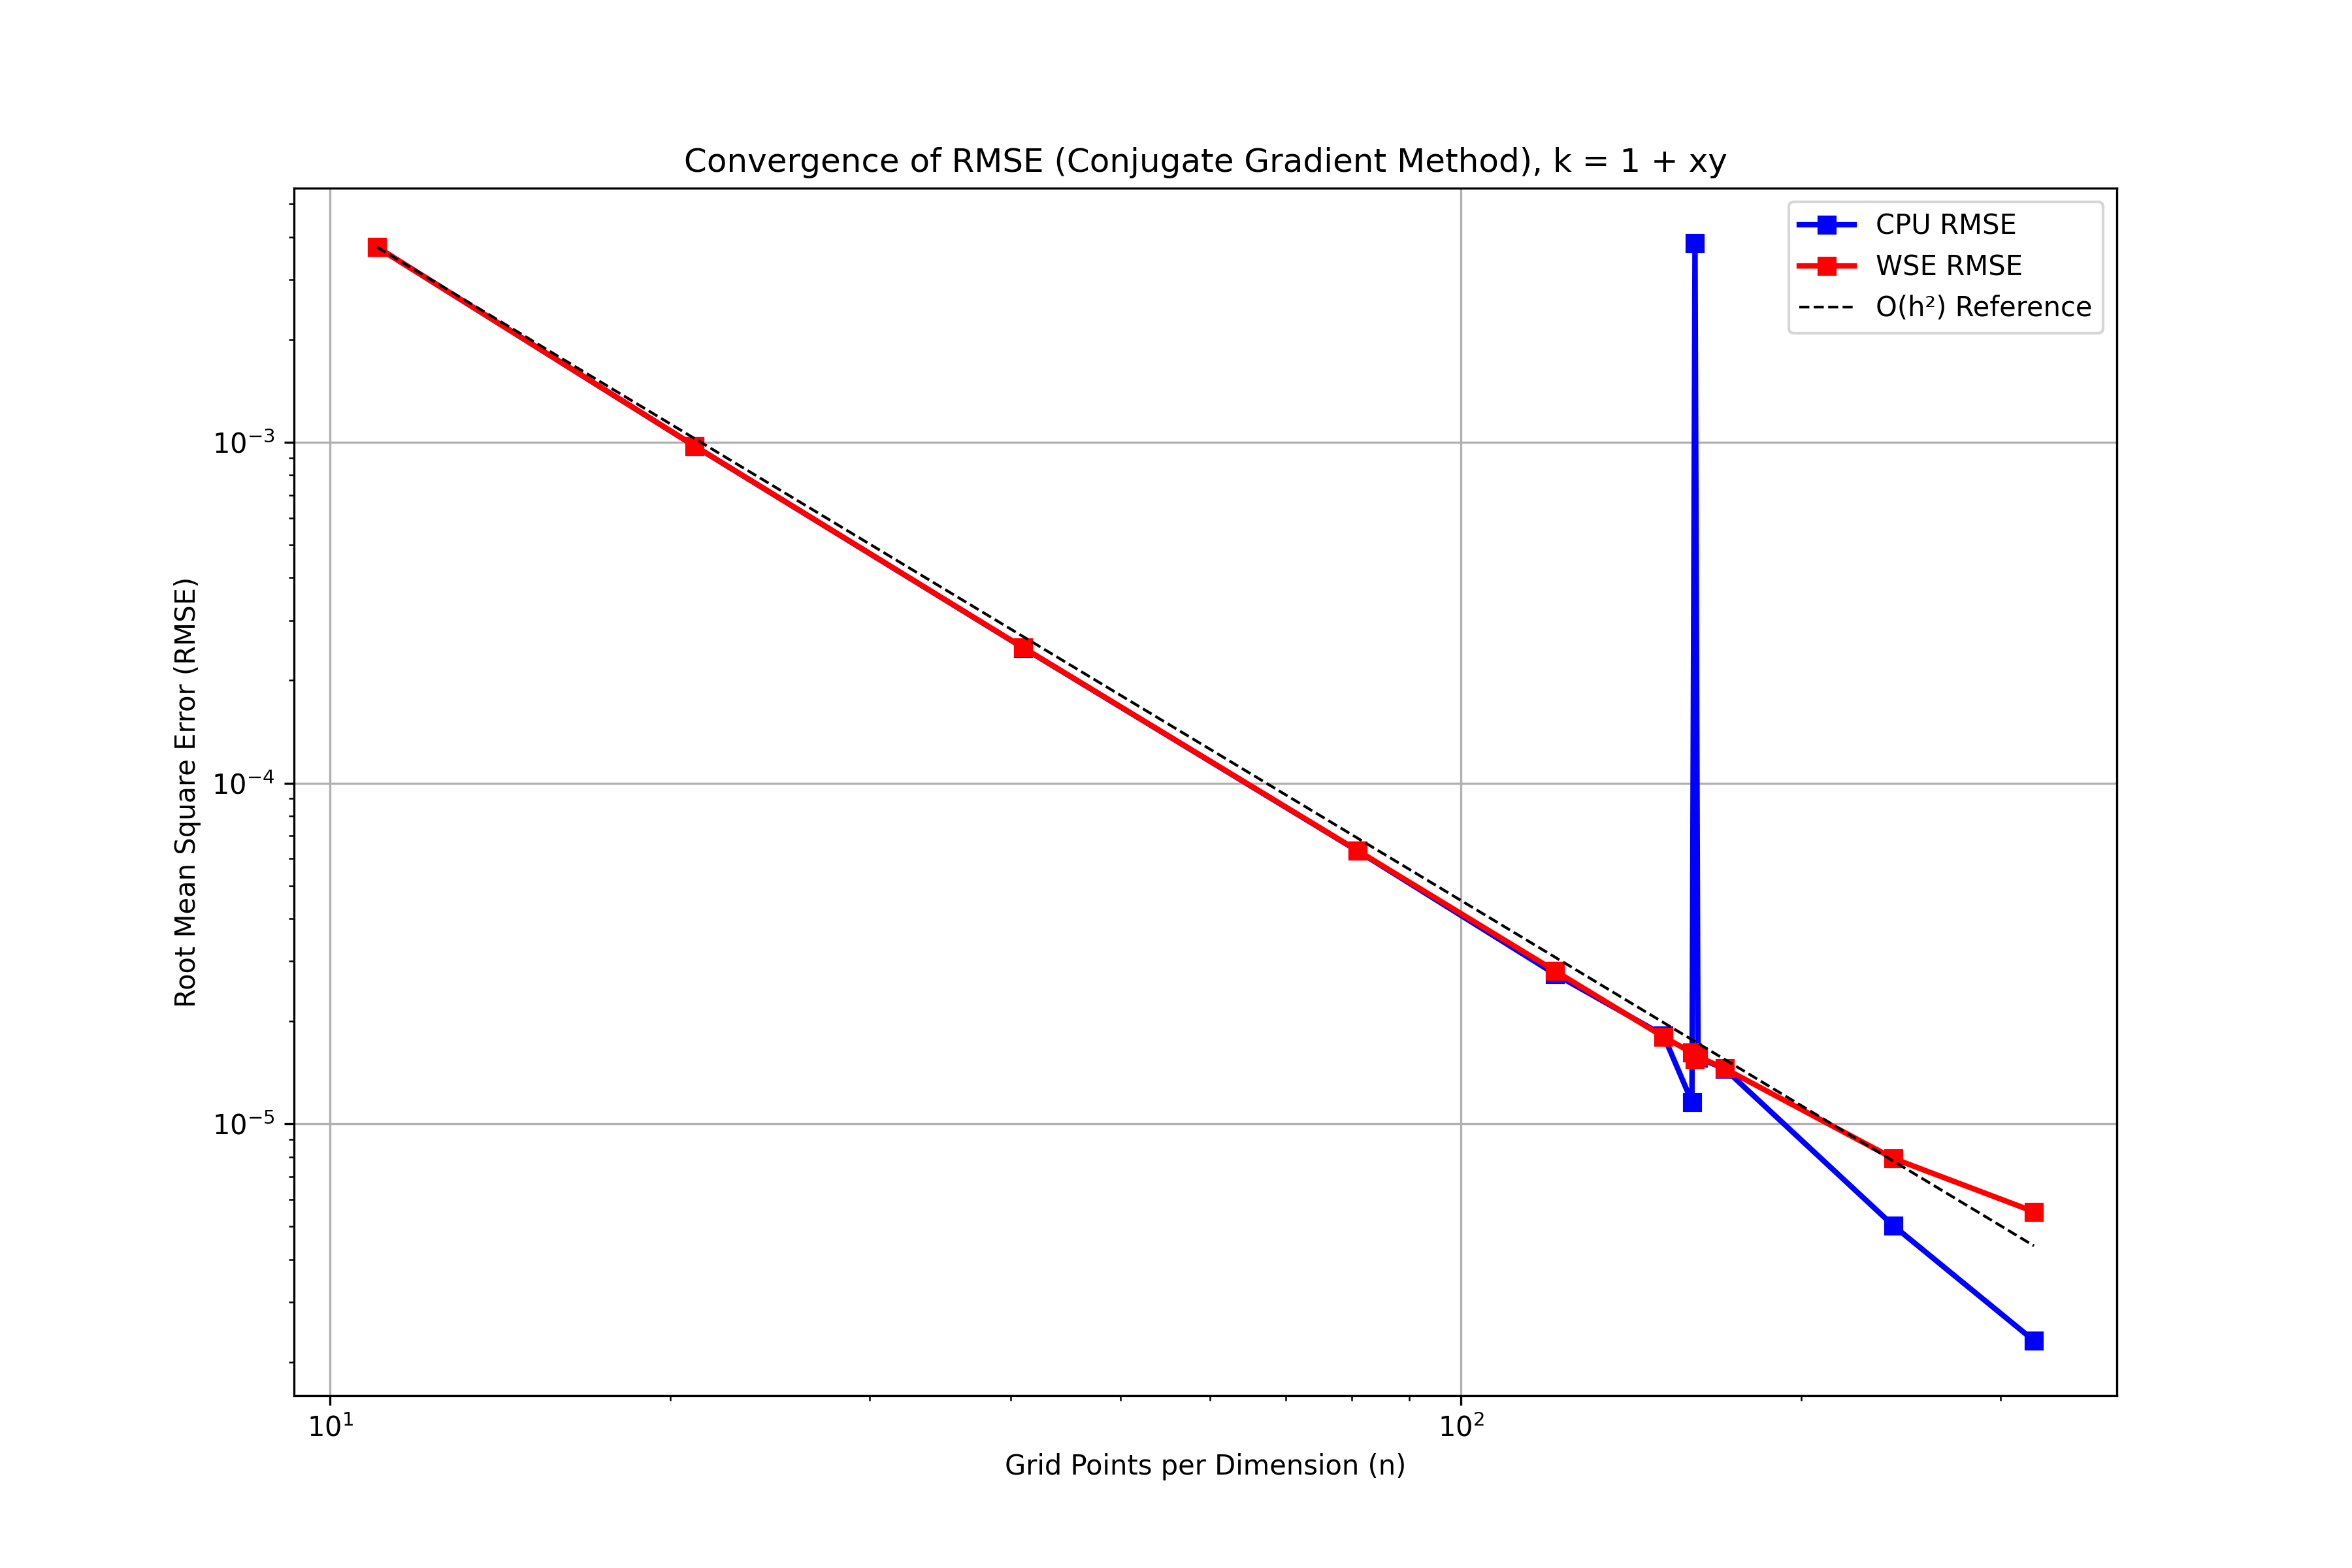 Convergence of RMSE (Conjugate Gradient Method), k = 1 + xy
CPU RMSE
WSE RMSE
O(h²) Reference
Root Mean Square Error (RMSE)
10⁻³
10⁻⁴
10⁻⁵
10¹
10²
Grid Points per Dimension (n)